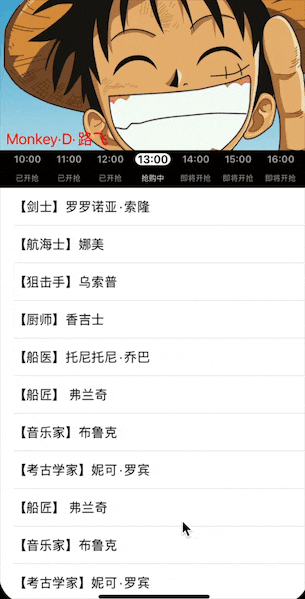 Monkey·D·路飞
10:00 11:00 12:00 13:00 14:00 15:00 16:00
已开抢 已开抢 已开抢 抢购中 即将开抢 即将开抢 即将开抢
【剑士】罗罗诺亚·索隆
【航海士】娜美
【狙击手】乌索普
【厨师】香吉士
【船医】托尼托尼·乔巴
【船匠】 弗兰奇
【音乐家】布鲁克
【考古学家】妮可·罗宾
【船匠】 弗兰奇
【音乐家】布鲁克
【考古学家】妮可·罗宾